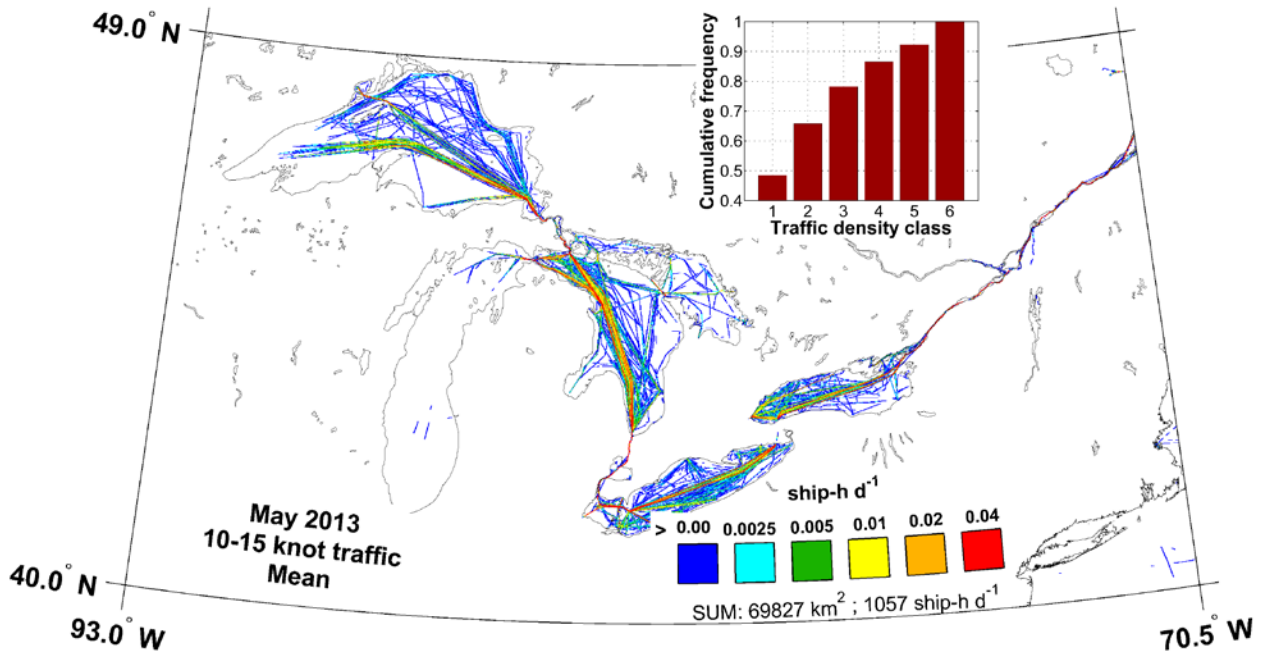 49.0° N
1
0.9
0.8
0.7
0.6
0.5
0.4
Cumulative frequency
1 2 3 4 5 6
Traffic density class
May 2013
10-15 knot traffic
Mean
ship-h d⁻¹
> 0.00 0.0025 0.005 0.01 0.02 0.04
SUM: 69827 km² ; 1057 ship-h d⁻¹
40.0° N
93.0° W
70.5° W